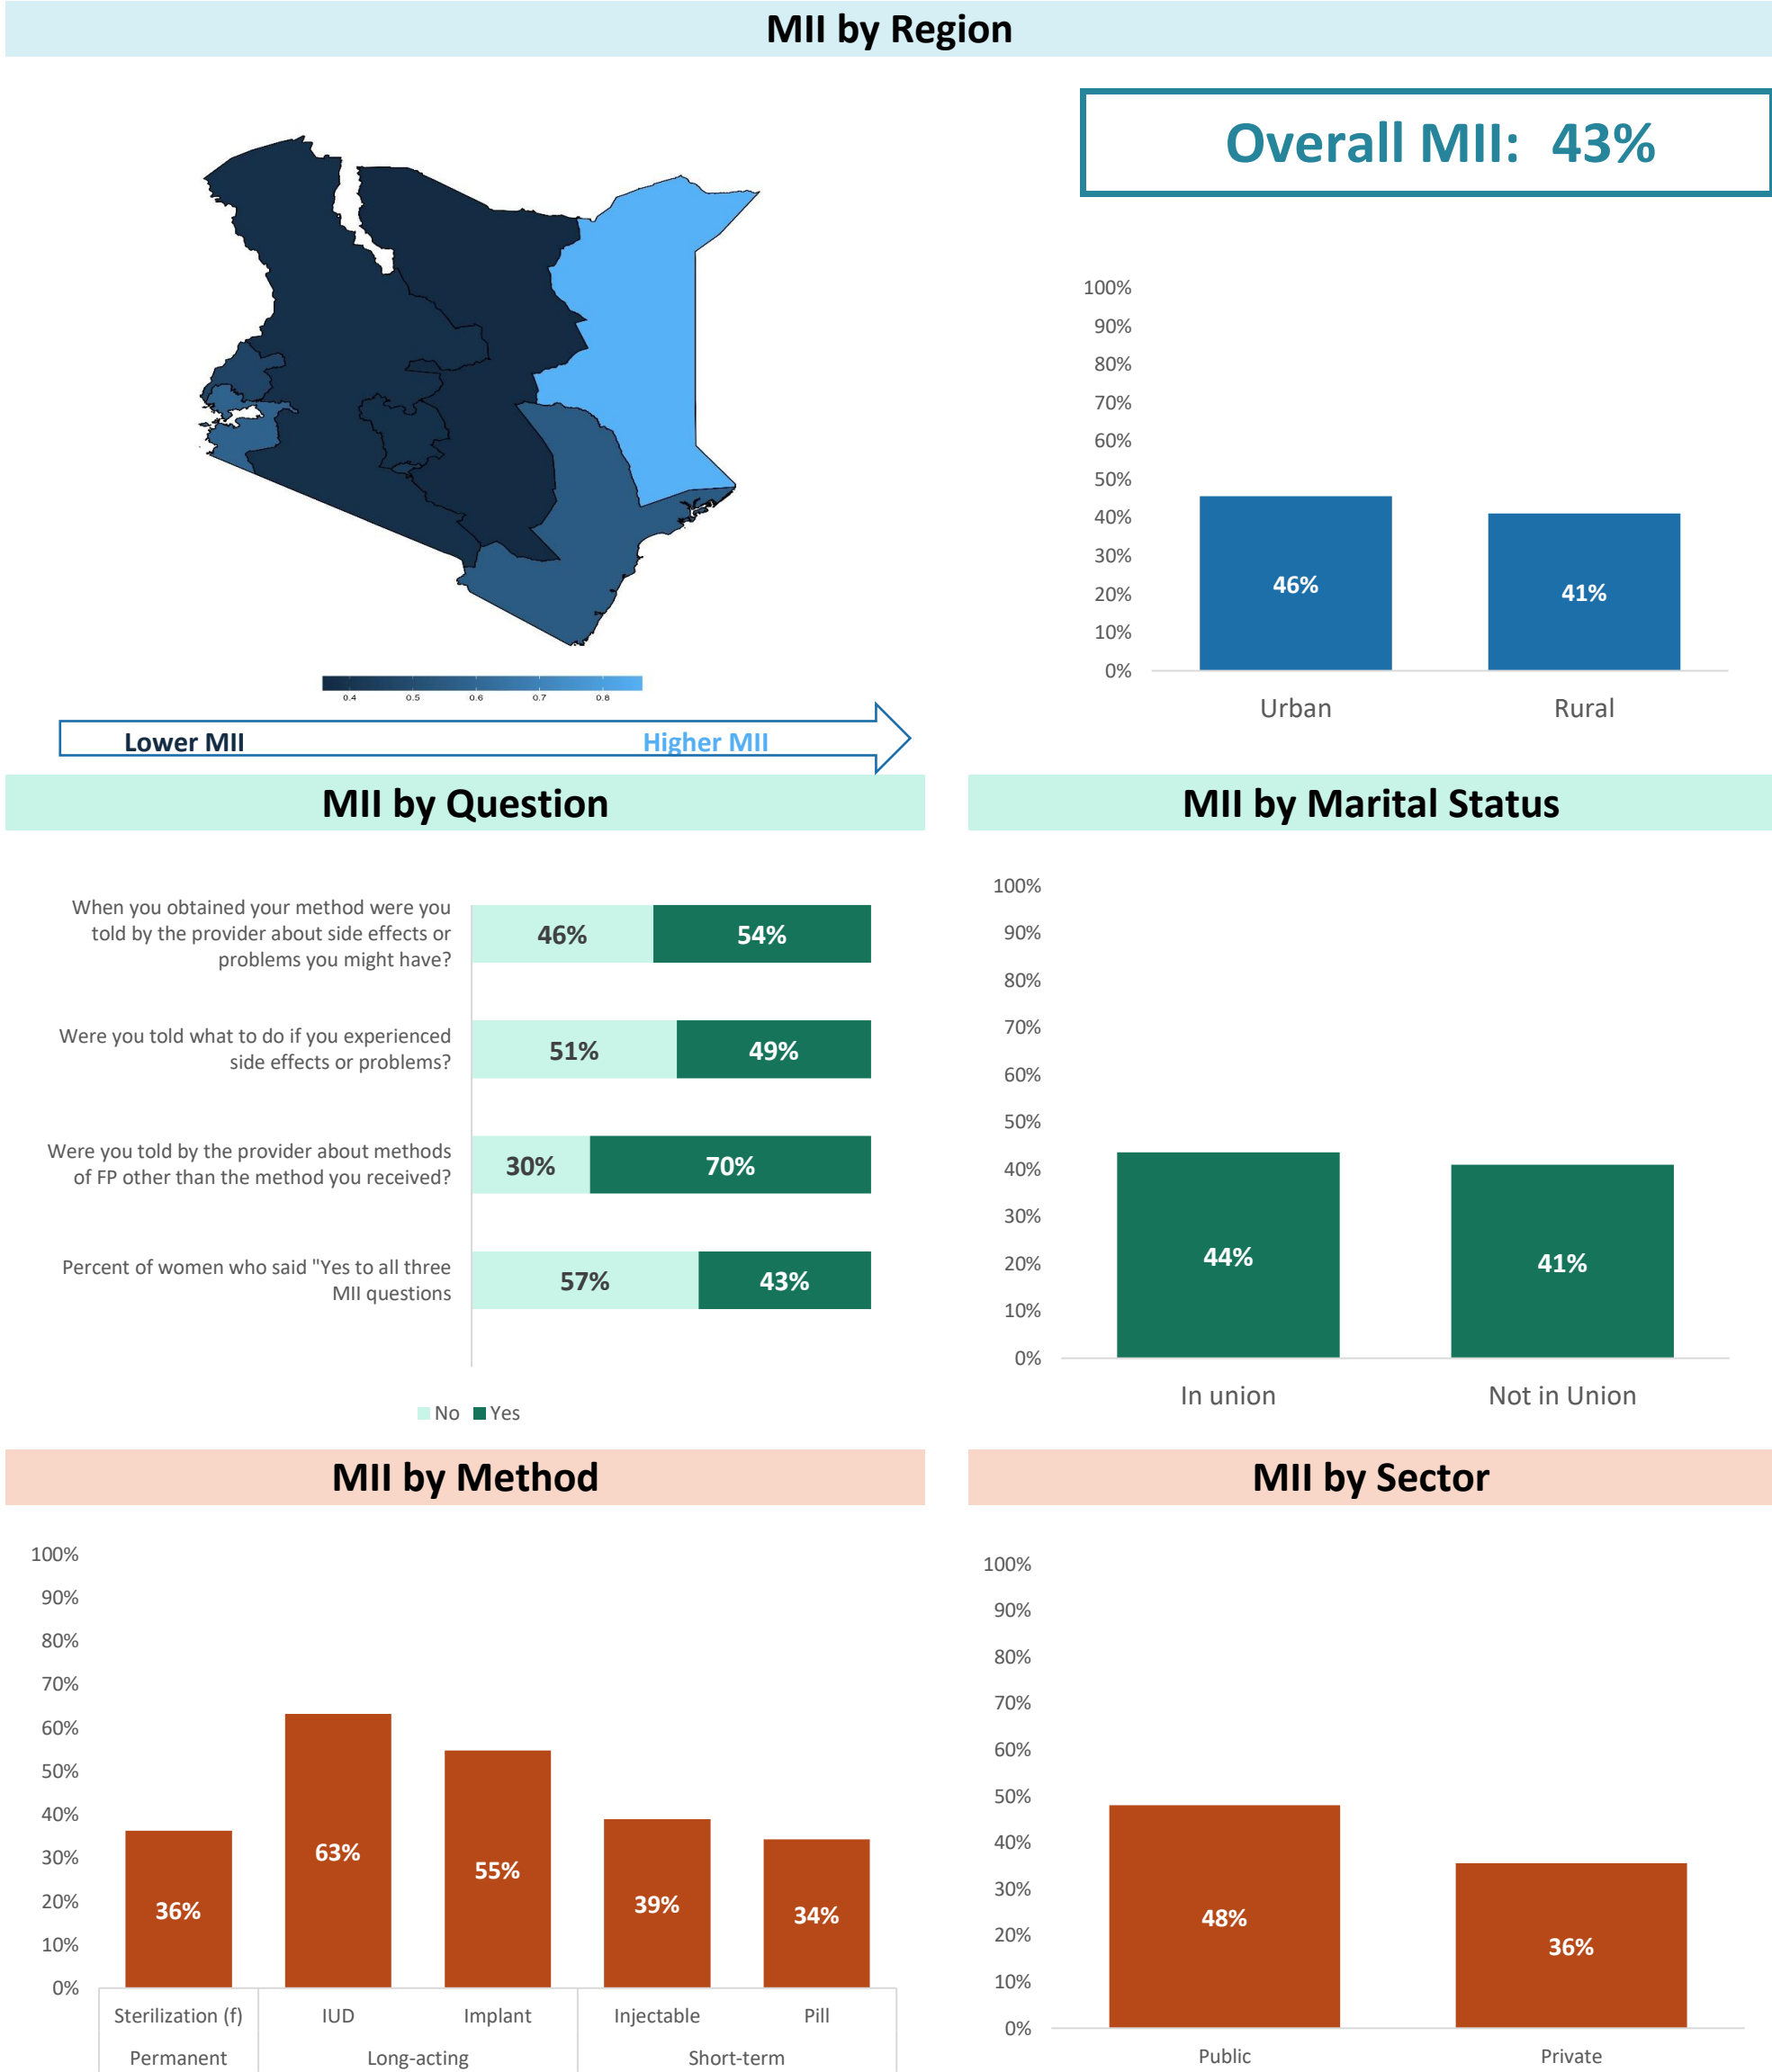 MII by Region
Overall MII: 43%
0.4 0.5 0.6 0.7 0.8
Lower MII Higher MII
100%
90%
80%
70%
60%
50%
40%
30%
20%
10%
0%
46%
41%
Urban Rural
MII by Question
When you obtained your method were you
told by the provider about side effects or
problems you might have?
46% 54%
Were you told what to do if you experienced
side effects or problems?
51% 49%
Were you told by the provider about methods
of FP other than the method you received?
30% 70%
Percent of women who said "Yes to all three
MII questions
57% 43%
No Yes
MII by Marital Status
100%
90%
80%
70%
60%
50%
40%
30%
20%
10%
0%
44%
41%
In union Not in Union
MII by Method
100%
90%
80%
70%
60%
50%
40%
30%
20%
10%
0%
36%
63%
55%
39%
34%
Sterilization (f) IUD Implant Injectable Pill
Permanent Long-acting Short-term
MII by Sector
100%
90%
80%
70%
60%
50%
40%
30%
20%
10%
0%
48%
36%
Public Private